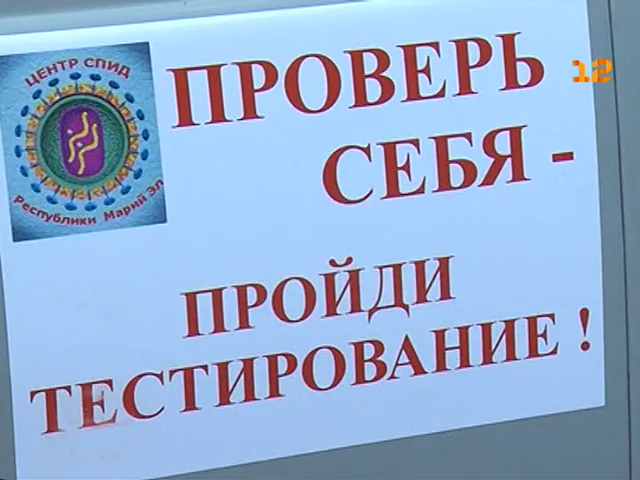 ЦЕНТР СПИД
Республики Марий Эл
ПРОВЕРЬ
СЕБЯ -
ПРОЙДИ
ТЕСТИРОВАНИЕ !
12